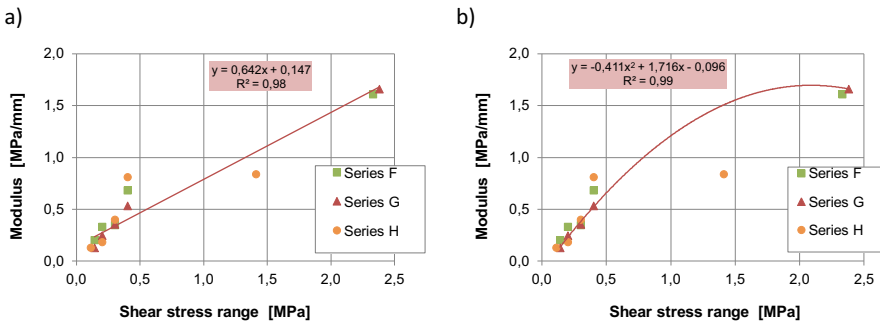 a)
2,0
1,5
1,0
0,5
0,0
Modulus [MPa/mm]
y = 0,642x + 0,147
R² = 0,98
Series F
Series G
Series H
0,0 0,5 1,0 1,5 2,0 2,5
Shear stress range [MPa]
b)
2,0
1,5
1,0
0,5
0,0
Modulus [MPa/mm]
y = -0,411x² + 1,716x - 0,096
R² = 0,99
Series F
Series G
Series H
0,0 0,5 1,0 1,5 2,0 2,5
Shear stress range [MPa]